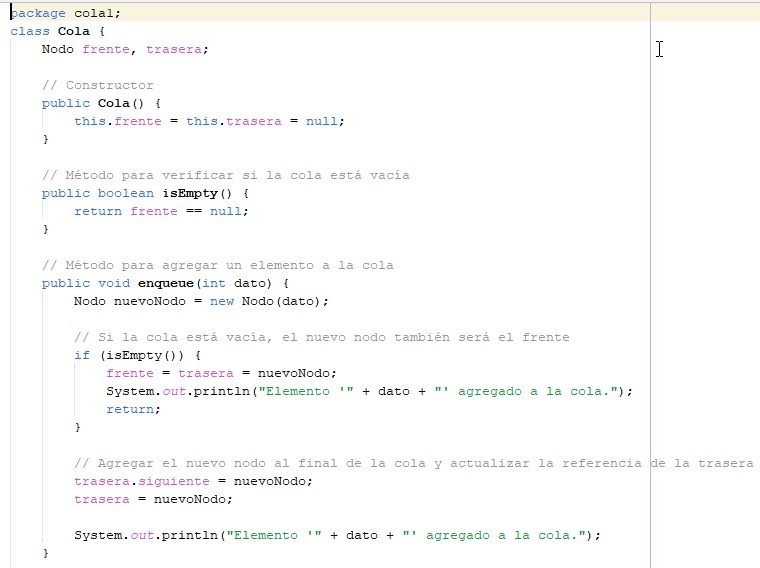 package cola1;
class Cola {
    Nodo frente, trasera;

    // Constructor
    public Cola() {
        this.frente = this.trasera = null;
    }

    // Método para verificar si la cola está vacía
    public boolean isEmpty() {
        return frente == null;
    }

    // Método para agregar un elemento a la cola
    public void enqueue(int dato) {
        Nodo nuevoNodo = new Nodo(dato);

        // Si la cola está vacía, el nuevo nodo también será el frente
        if (isEmpty()) {
            frente = trasera = nuevoNodo;
            System.out.println("Elemento '" + dato + "' agregado a la cola.");
            return;
        }

        // Agregar el nuevo nodo al final de la cola y actualizar la referencia de la trasera
        trasera.siguiente = nuevoNodo;
        trasera = nuevoNodo;

        System.out.println("Elemento '" + dato + "' agregado a la cola.");
    }